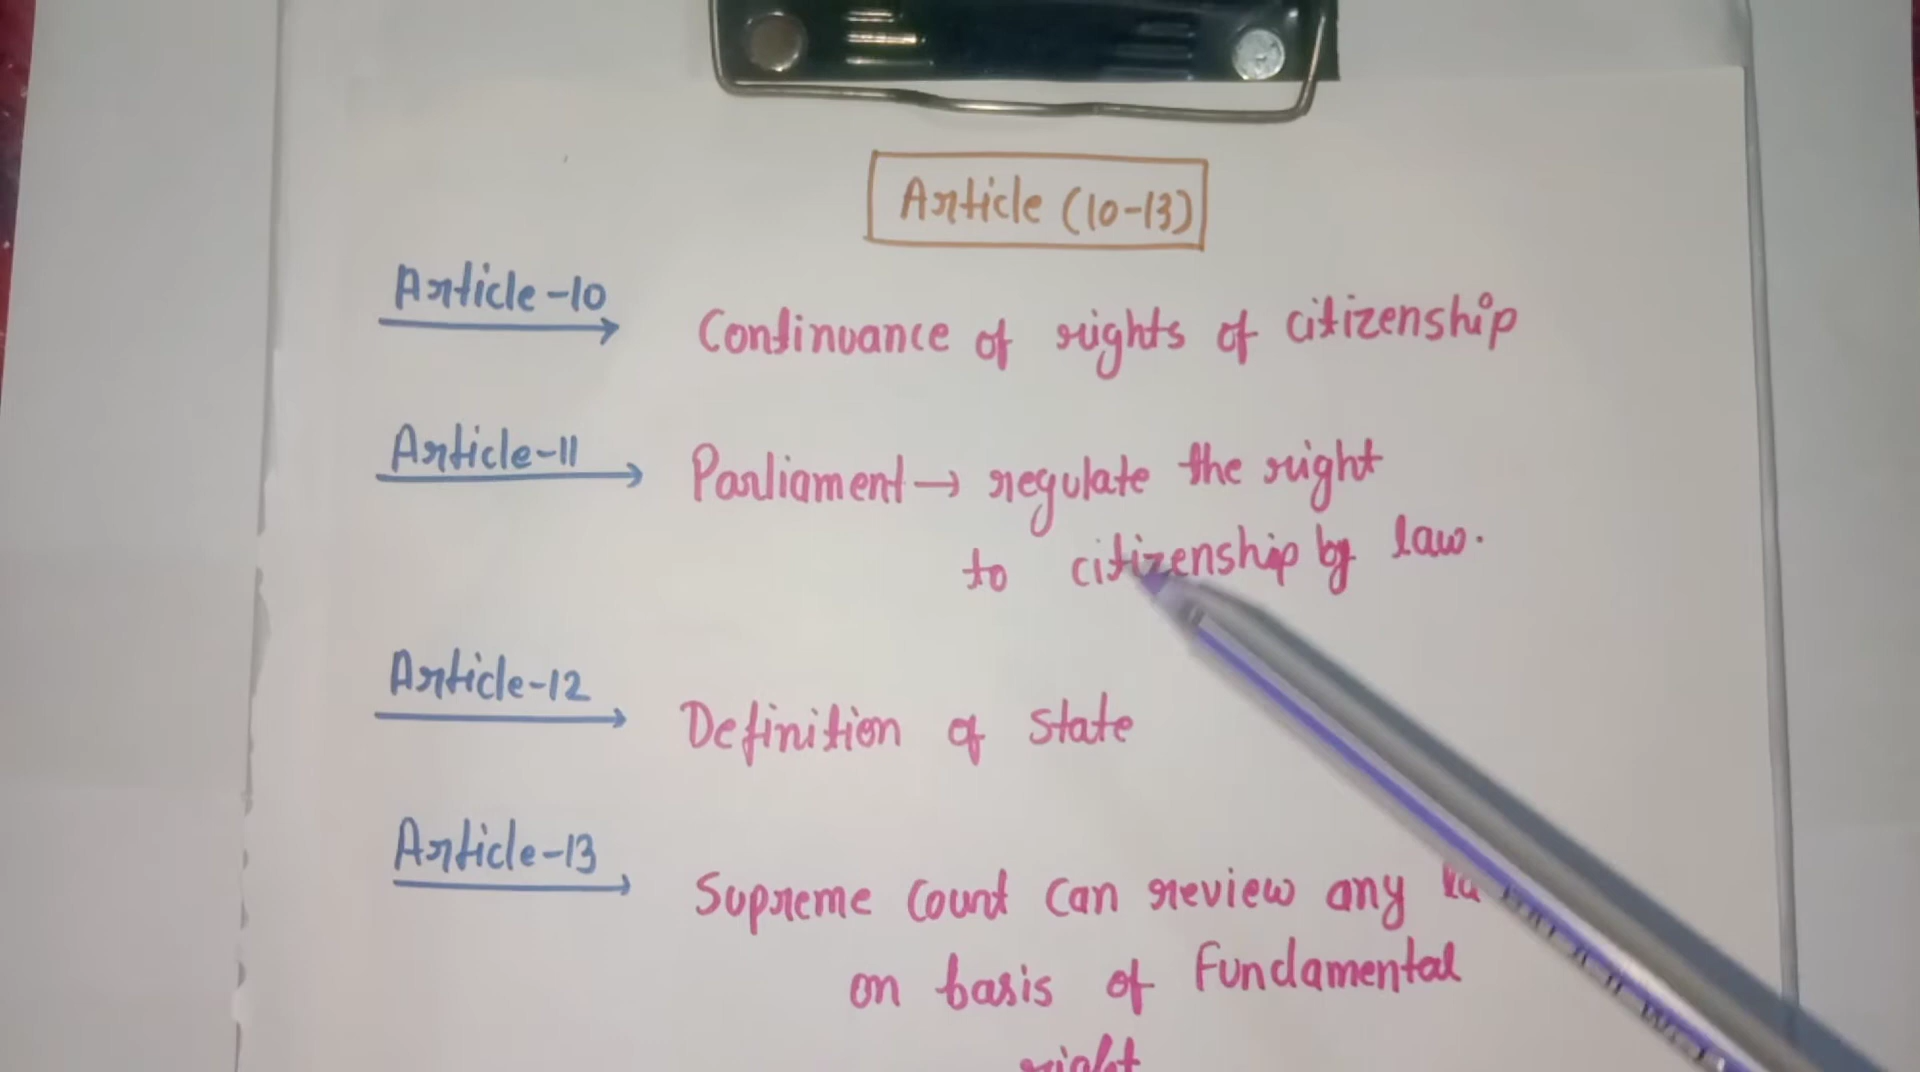 Article (10-13)
Article-10
Continuance of rights of citizenship
Article-11
Parliament → regulate the right
to citizenship by law.
Article-12
Definition of state
Article-13
Supreme Court can review any
on basis of Fundamental
right